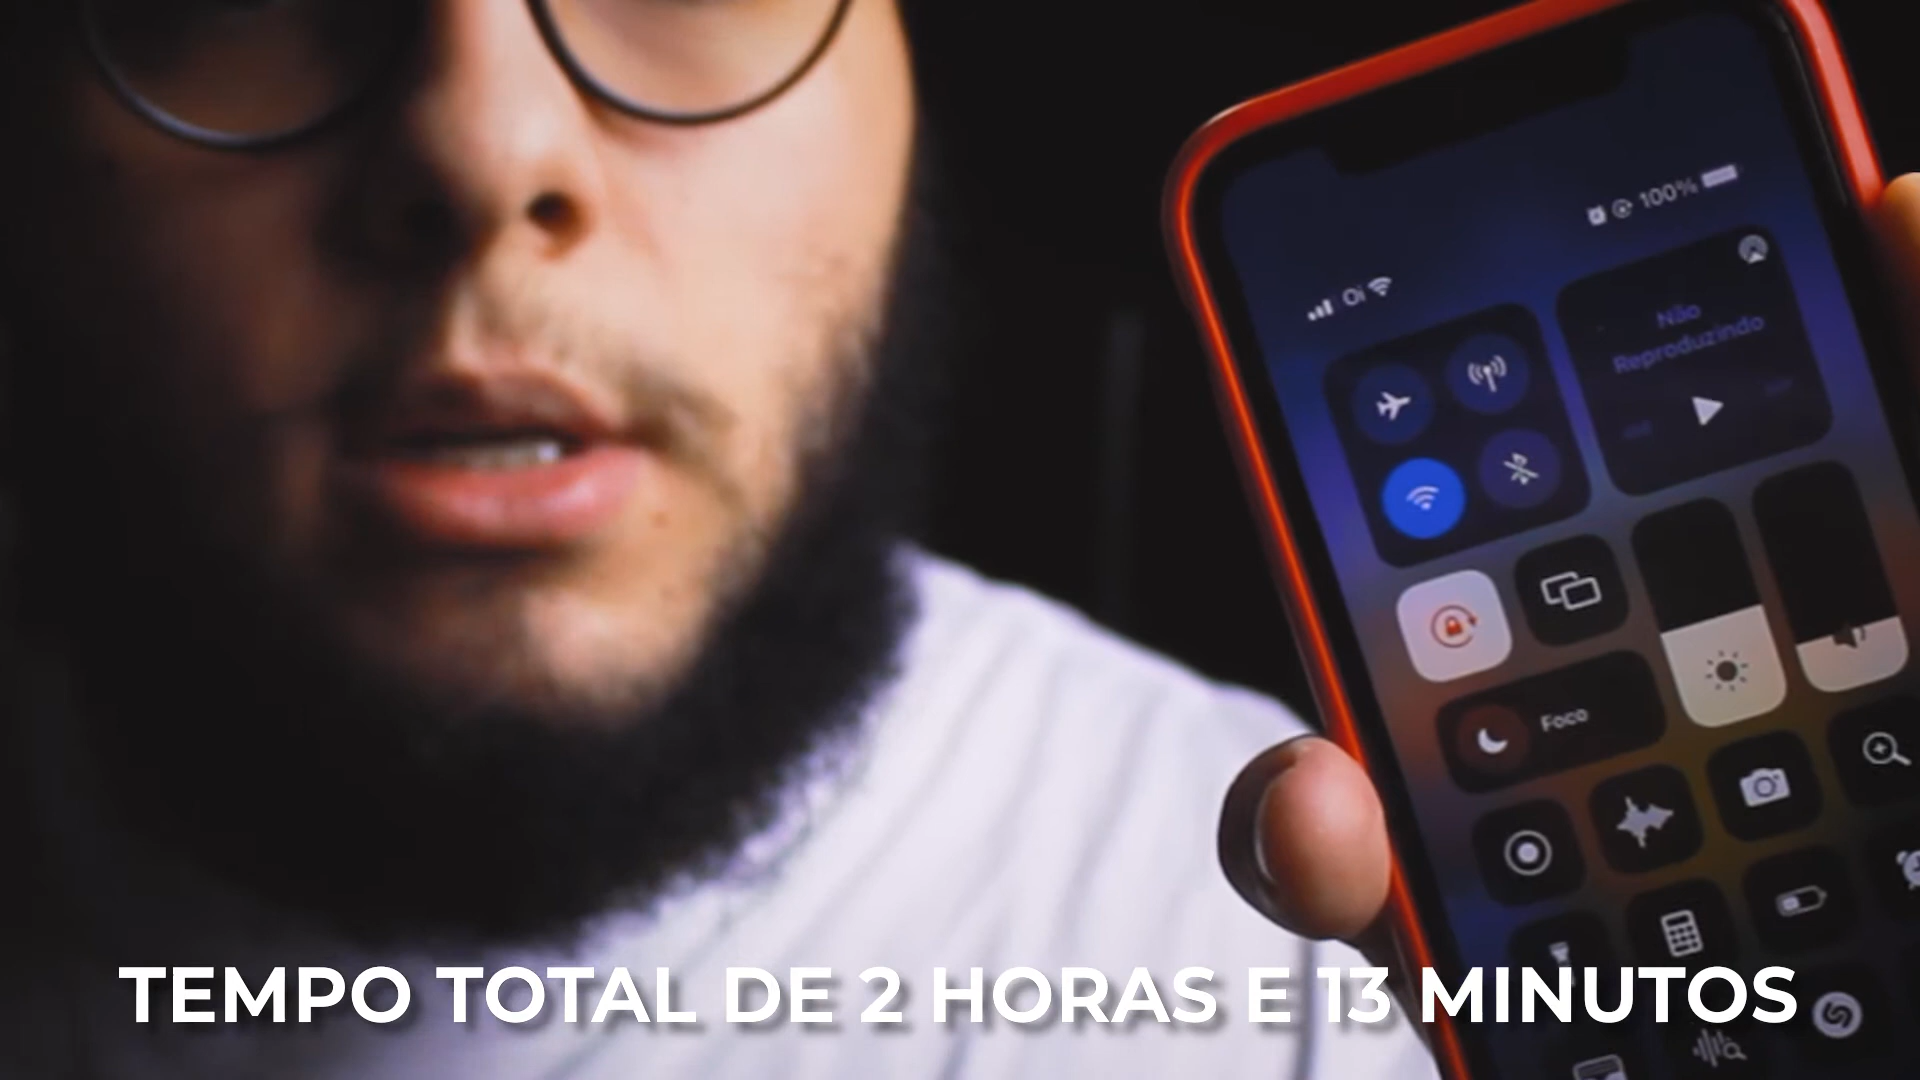 100%
Oi
Não
Reproduzindo
Foco
TEMPO TOTAL DE 2 HORAS E 13 MINUTOS